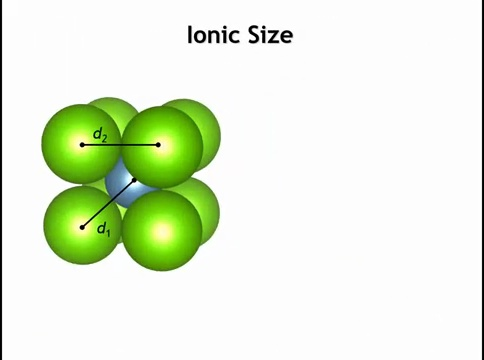 Ionic Size
d₂
d₁